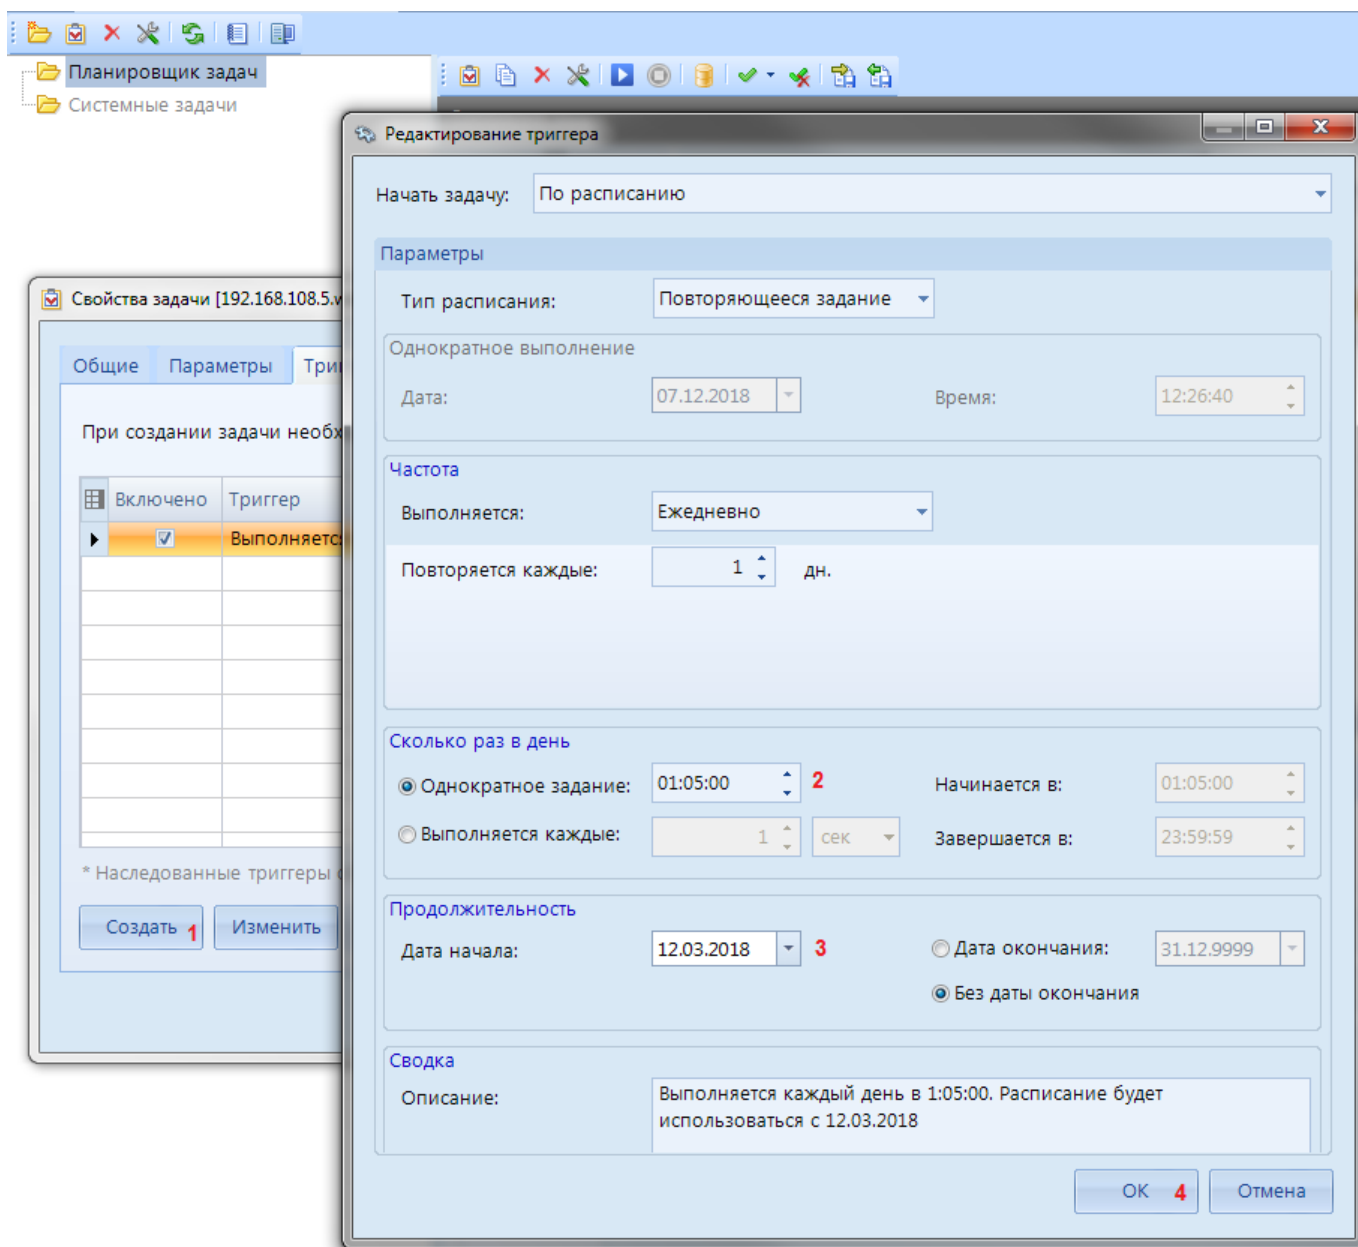 Планировщик задач
Системные задачи
Редактирование триггера
Начать задачу: По расписанию
Параметры
Тип расписания: Повторяющееся задание
Однократное выполнение
Дата: 07.12.2018 Время: 12:26:40
Частота
Выполняется: Ежедневно
Повторяется каждые: 1 дн.
Сколько раз в день
Однократное задание: 01:05:00 2 Начинается в: 01:05:00
Выполняется каждые: 1 сек Завершается в: 23:59:59
Продолжительность
Дата начала: 12.03.2018 3 Дата окончания: 31.12.9999
Без даты окончания
Сводка
Описание: Выполняется каждый день в 1:05:00. Расписание будет
использоваться с 12.03.2018
OK 4 Отмена
Свойства задачи [192.168.108.5.
Общие Параметры Три
При создании задачи необх
Включено Триггер
Выполняетс
* Наследованные триггеры
Создать 1 Изменить